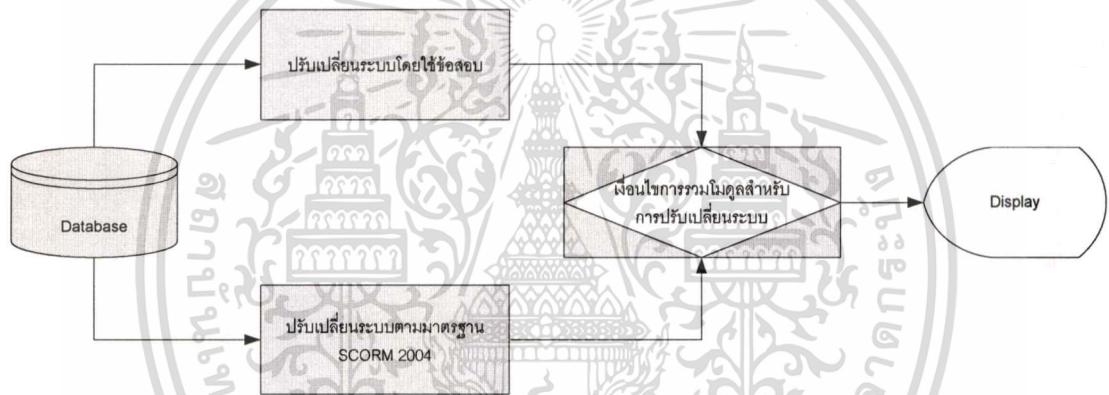 ปรับเปลี่ยนระบบโดยใช้ข้อสอบ
Database
เงื่อนไขการรวมโมดูลสำหรับ
การปรับเปลี่ยนระบบ
Display
ปรับเปลี่ยนระบบตามมาตรฐาน
SCORM 2004